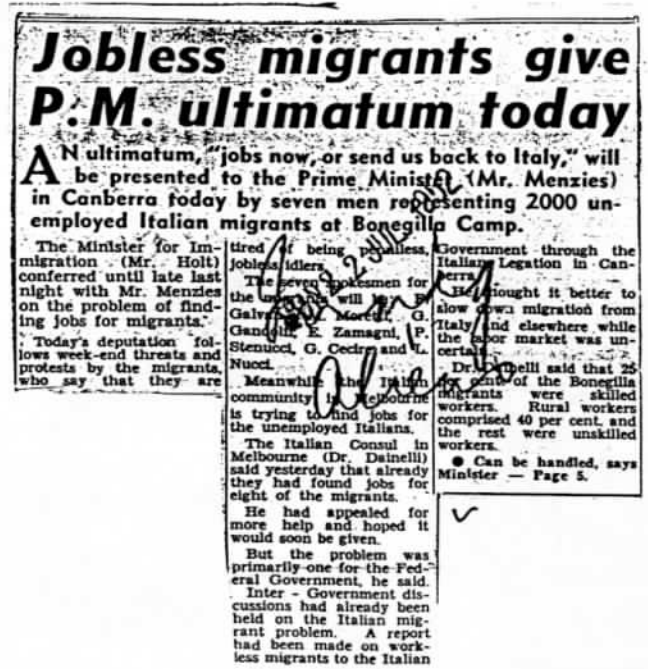 Jobless migrants give
P.M. ultimatum today
AN ultimatum, "jobs now, or send us back to Italy," will
be presented to the Prime Minister (Mr. Menzies)
in Canberra today by seven men representing 2000 un-
employed Italian migrants at Bonegilla Camp.
The Minister for Im-
migration (Mr. Holt)
conferred until late last
night with Mr. Menzies
on the problem of find-
ing jobs for migrants.
Today's deputation fol-
lows week-end threats and
protests by the migrants,
who say that they are
tired of being
jobless idlers.
The seven spokesmen for
the will
G.
E. Zamagni, P.
Stenucci, G. and L.
Nucci.
Meanwhile the Italian
community in Melbourne
is trying to find jobs for
the unemployed Italians.
The Italian Consul in
Melbourne (Dr. Dainelli)
said yesterday that already
they had found jobs for
eight of the migrants.
He had appealed for
more help and hoped it
would soon be given.
But the problem was
primarily one for the Fed-
eral Government, he said.
Inter - Government dis-
cussions had already been
held on the Italian mig-
rant problem. A report
had been made on work-
less migrants to the Italian
Government through the
Italian Legation in Can-
berra.
He thought it better to
slow down migration from
Italy and elsewhere while
the labor market was un-
certain.
Dr. Dainelli said that 25
per cent. of the Bonegilla
migrants were skilled
workers. Rural workers
comprised 40 per cent. and
the rest were unskilled
workers.
● Can be handled, says
Minister — Page 5.
Aliens